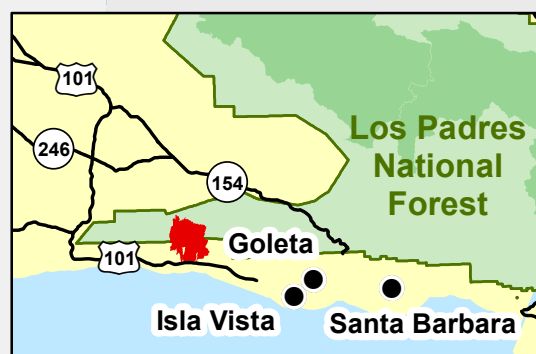 101
246
154
Los Padres
National
Forest
101
Goleta
Isla Vista
Santa Barbara